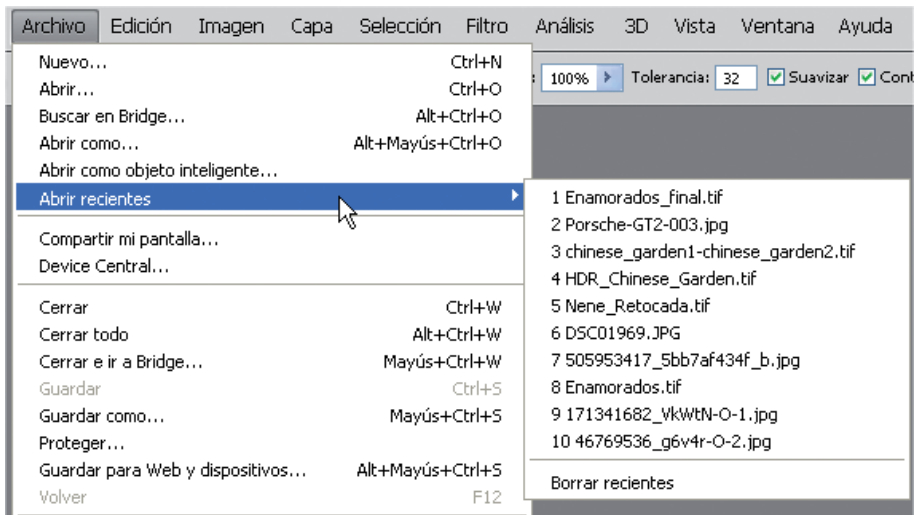 Archivo Edición Imagen Capa Selección Filtro Análisis 3D Vista Ventana Ayuda
: 100% Tolerancia: 32 Suavizar Cont
Nuevo... Ctrl+N
Abrir... Ctrl+O
Buscar en Bridge... Alt+Ctrl+O
Abrir como... Alt+Mayús+Ctrl+O
Abrir como objeto inteligente...
Abrir recientes
Compartir mi pantalla...
Device Central...
Cerrar Ctrl+W
Cerrar todo Alt+Ctrl+W
Cerrar e ir a Bridge... Mayús+Ctrl+W
Guardar Ctrl+S
Guardar como... Mayús+Ctrl+S
Proteger...
Guardar para Web y dispositivos... Alt+Mayús+Ctrl+S
Volver F12
1 Enamorados_final.tif
2 Porsche-GT2-003.jpg
3 chinese_garden1-chinese_garden2.tif
4 HDR_Chinese_Garden.tif
5 Nene_Retocada.tif
6 DSC01969.JPG
7 505953417_5bb7af434f_b.jpg
8 Enamorados.tif
9 171341682_VkWtN-O-1.jpg
10 46769536_g6v4r-O-2.jpg
Borrar recientes